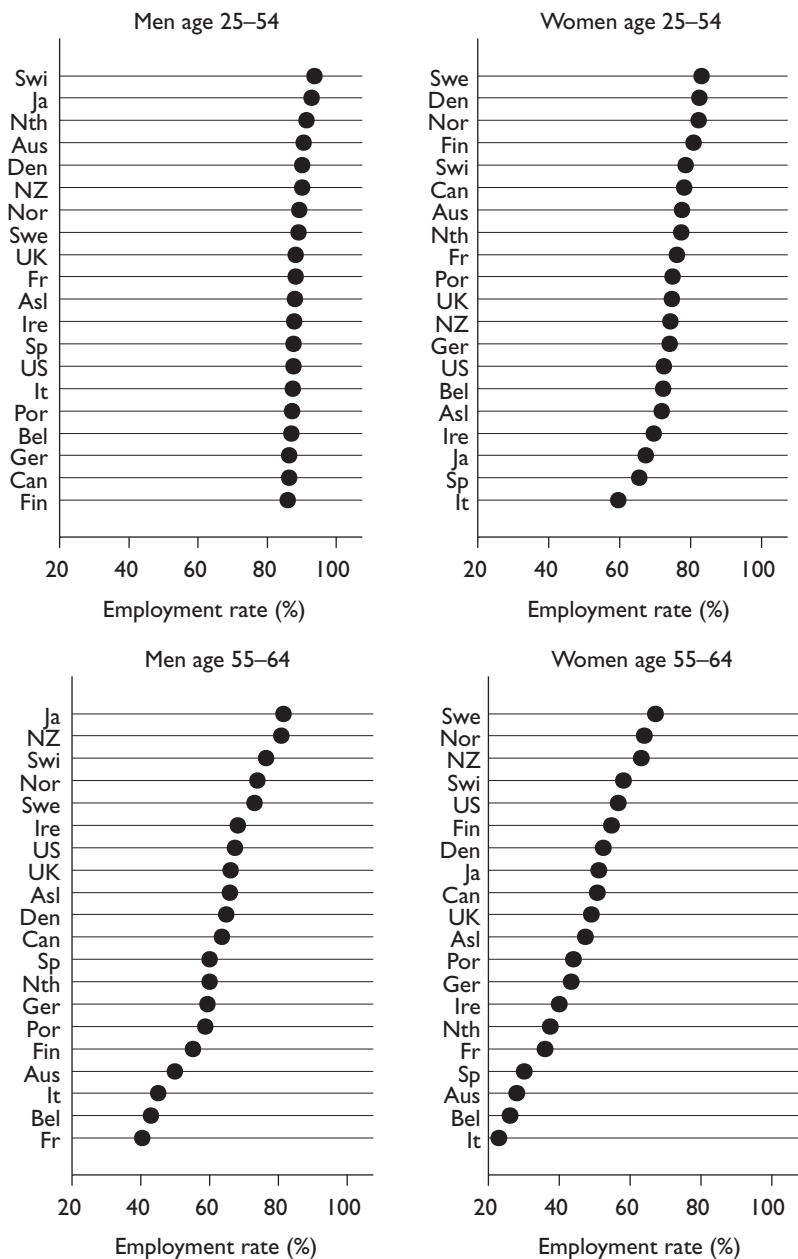 Men age 25–54
Swi
Ja
Nth
Aus
Den
NZ
Nor
Swe
UK
Fr
Asl
Ire
Sp
US
It
Por
Bel
Ger
Can
Fin
20 40 60 80 100
Employment rate (%)
Women age 25–54
Swe
Den
Nor
Fin
Swi
Can
Aus
Nth
Fr
Por
UK
NZ
Ger
US
Bel
Asl
Ire
Ja
Sp
It
20 40 60 80 100
Employment rate (%)
Men age 55–64
Ja
NZ
Swi
Nor
Swe
Ire
US
UK
Asl
Den
Can
Sp
Nth
Ger
Por
Fin
Aus
It
Bel
Fr
20 40 60 80 100
Employment rate (%)
Women age 55–64
Swe
Nor
NZ
Swi
US
Fin
Den
Ja
Can
UK
Asl
Por
Ger
Ire
Nth
Fr
Sp
Aus
Bel
It
20 40 60 80 100
Employment rate (%)